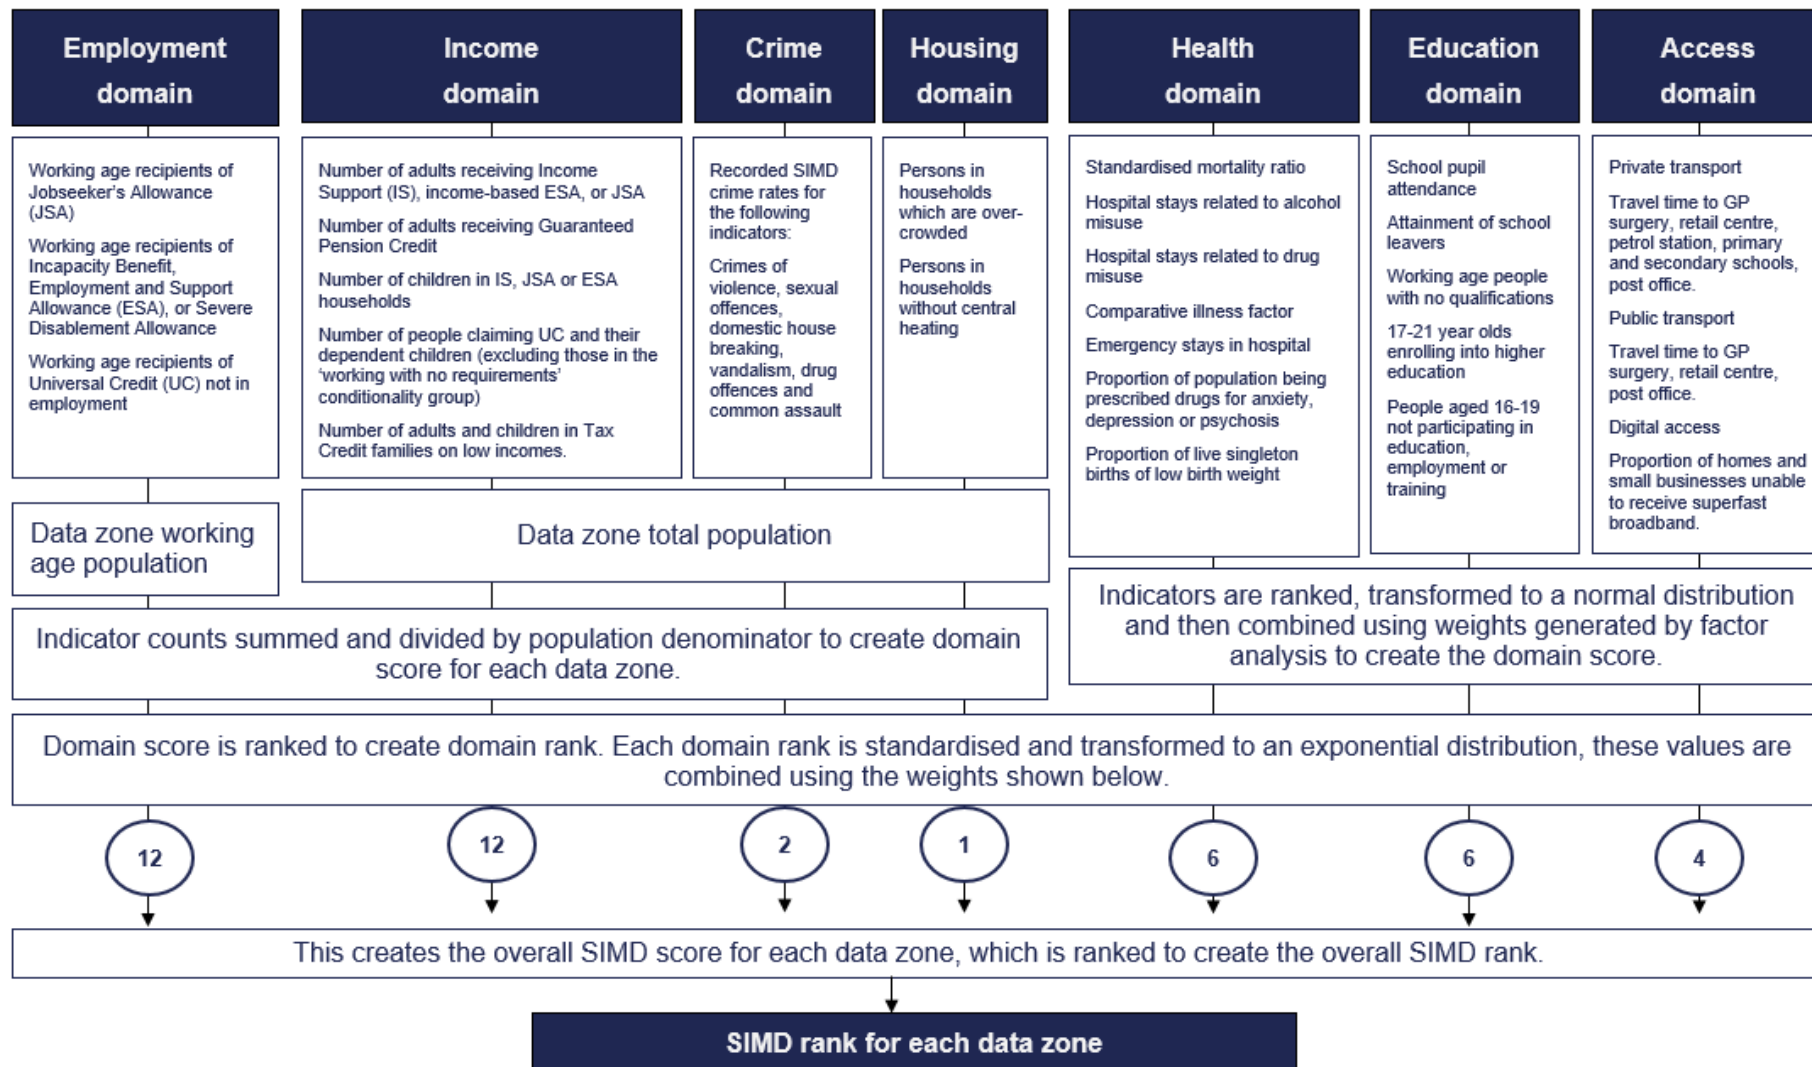 Employment
domain
Income
domain
Crime
domain
Housing
domain
Health
domain
Education
domain
Access
domain
Working age recipients of
Jobseeker's Allowance
(JSA)
Working age recipients of
Incapacity Benefit,
Employment and Support
Allowance (ESA), or Severe
Disablement Allowance
Working age recipients of
Universal Credit (UC) not in
employment
Number of adults receiving Income
Support (IS), income-based ESA, or JSA
Number of adults receiving Guaranteed
Pension Credit
Number of children in IS, JSA or ESA
households
Number of people claiming UC and their
dependent children (excluding those in the
'working with no requirements'
conditionality group)
Number of adults and children in Tax
Credit families on low incomes.
Recorded SIMD
crime rates for
the following
indicators:
Crimes of
violence, sexual
offences,
domestic house
breaking,
vandalism, drug
offences and
common assault
Persons in
households
which are over-
crowded
Persons in
households
without central
heating
Standardised mortality ratio
Hospital stays related to alcohol
misuse
Hospital stays related to drug
misuse
Comparative illness factor
Emergency stays in hospital
Proportion of population being
prescribed drugs for anxiety,
depression or psychosis
Proportion of live singleton
births of low birth weight
School pupil
attendance
Attainment of school
leavers
Working age people
with no qualifications
17-21 year olds
enrolling into higher
education
People aged 16-19
not participating in
education,
employment or
training
Private transport
Travel time to GP
surgery, retail centre,
petrol station, primary
and secondary schools,
post office.
Public transport
Travel time to GP
surgery, retail centre,
post office.
Digital access
Proportion of homes and
small businesses unable
to receive superfast
broadband.
Data zone working
age population
Data zone total population
Indicator counts summed and divided by population denominator to create domain
score for each data zone.
Indicators are ranked, transformed to a normal distribution
and then combined using weights generated by factor
analysis to create the domain score.
Domain score is ranked to create domain rank. Each domain rank is standardised and transformed to an exponential distribution, these values are
combined using the weights shown below.
12
12
2
1
6
6
4
This creates the overall SIMD score for each data zone, which is ranked to create the overall SIMD rank.
SIMD rank for each data zone